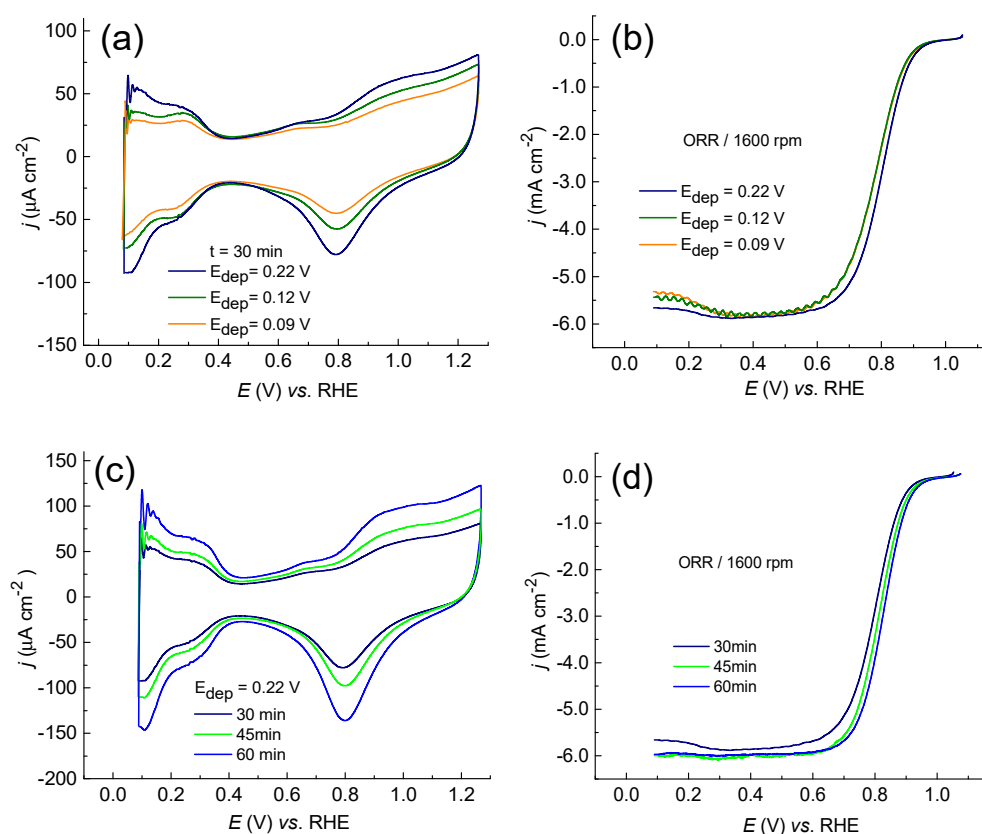 (a)
100
50
0
-50
-100
-150
j (µA cm-2)
t = 30 min
Edep= 0.22 V
Edep= 0.12 V
Edep= 0.09 V
0.0 0.2 0.4 0.6 0.8 1.0 1.2
E (V) vs. RHE
(b)
0.0
-1.0
-2.0
-3.0
-4.0
-5.0
-6.0
j (mA cm-2)
ORR / 1600 rpm
Edep = 0.22 V
Edep = 0.12 V
Edep = 0.09 V
0.0 0.2 0.4 0.6 0.8 1.0
E (V) vs. RHE
(c)
150
100
50
0
-50
-100
-150
-200
j (µA cm-2)
Edep = 0.22 V
30 min
45min
60 min
0.0 0.2 0.4 0.6 0.8 1.0 1.2
E (V) vs. RHE
(d)
0.0
-1.0
-2.0
-3.0
-4.0
-5.0
-6.0
j (mA cm-2)
ORR / 1600 rpm
30min
45min
60min
0.0 0.2 0.4 0.6 0.8 1.0
E (V) vs. RHE